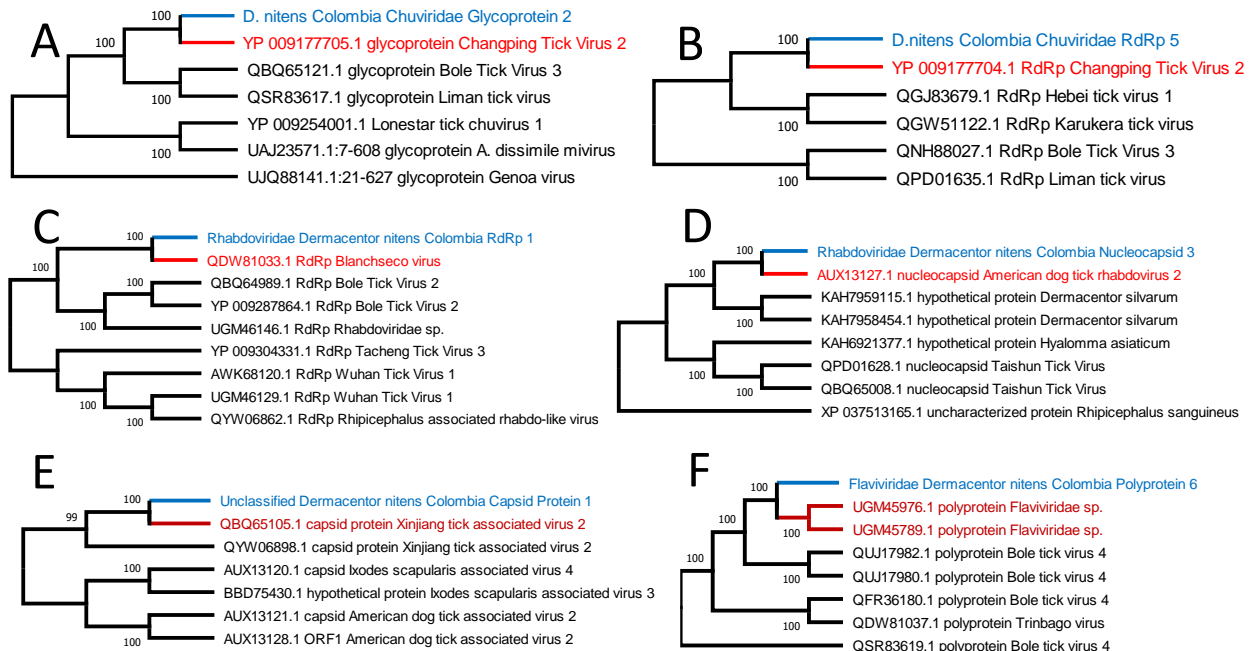 A
100
D. nitens Colombia Chuviridae Glycoprotein 2
100
YP 009177705.1 glycoprotein Changping Tick Virus 2
QBQ65121.1 glycoprotein Bole Tick Virus 3
100
QSR83617.1 glycoprotein Liman tick virus
YP 009254001.1 Lonestar tick chuvirus 1
100
UAJ23571.1:7-608 glycoprotein A. dissimile mivirus
UJQ88141.1:21-627 glycoprotein Genoa virus
B
100
D.nitens Colombia Chuviridae RdRp 5
YP 009177704.1 RdRp Changping Tick Virus 2
100
QGJ83679.1 RdRp Hebei tick virus 1
QGW51122.1 RdRp Karukera tick virus
QNH88027.1 RdRp Bole Tick Virus 3
100
QPD01635.1 RdRp Liman tick virus
C
100
Rhabdoviridae Dermacentor nitens Colombia RdRp 1
QDW81033.1 RdRp Blanchseco virus
100
QBQ64989.1 RdRp Bole Tick Virus 2
YP 009287864.1 RdRp Bole Tick Virus 2
100
UGM46146.1 RdRp Rhabdoviridae sp.
YP 009304331.1 RdRp Tacheng Tick Virus 3
AWK68120.1 RdRp Wuhan Tick Virus 1
100
UGM46129.1 RdRp Wuhan Tick Virus 1
100
QYW06862.1 RdRp Rhipicephalus associated rhabdo-like virus
D
100
Rhabdoviridae Dermacentor nitens Colombia Nucleocapsid 3
AUX13127.1 nucleocapsid American dog tick rhabdovirus 2
100
KAH7959115.1 hypothetical protein Dermacentor silvarum
100
KAH7958454.1 hypothetical protein Dermacentor silvarum
KAH6921377.1 hypothetical protein Hyalomma asiaticum
100
QPD01628.1 nucleocapsid Taishun Tick Virus
100
QBQ65008.1 nucleocapsid Taishun Tick Virus
XP 037513165.1 uncharacterized protein Rhipicephalus sanguineus
E
100
Unclassified Dermacentor nitens Colombia Capsid Protein 1
99
QBQ65105.1 capsid protein Xinjiang tick associated virus 2
QYW06898.1 capsid protein Xinjiang tick associated virus 2
100
AUX13120.1 capsid Ixodes scapularis associated virus 4
BBD75430.1 hypothetical protein Ixodes scapularis associated virus 3
AUX13121.1 capsid American dog tick associated virus 2
100
AUX13128.1 ORF1 American dog tick associated virus 2
F
100
Flaviviridae Dermacentor nitens Colombia Polyprotein 6
UGM45976.1 polyprotein Flaviviridae sp.
100
100
UGM45789.1 polyprotein Flaviviridae sp.
100
QUJ17982.1 polyprotein Bole tick virus 4
100
QUJ17980.1 polyprotein Bole tick virus 4
QFR36180.1 polyprotein Bole tick virus 4
100
QDW81037.1 polyprotein Trinbago virus
QSR83619.1 polyprotein Bole tick virus 4